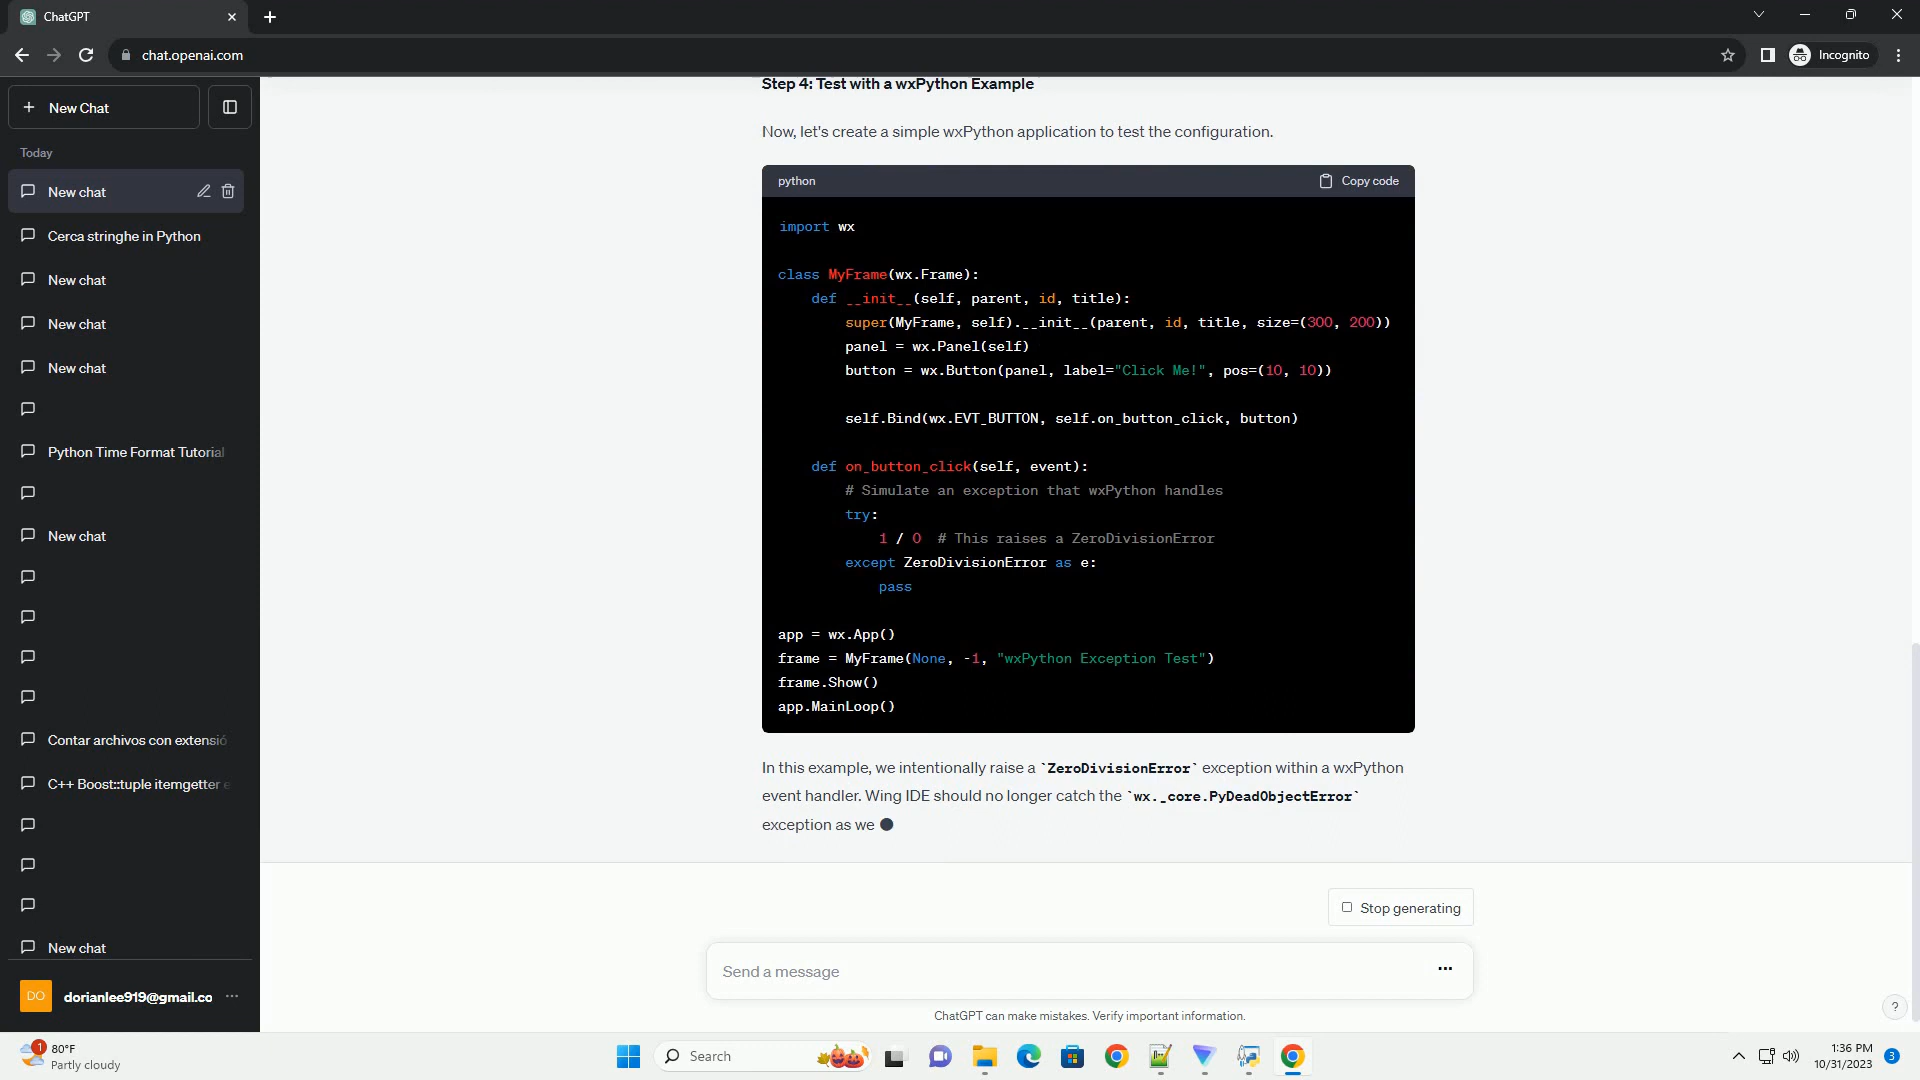 ChatGPT
chat.openai.com
Incognito
New Chat
Today
New chat
Cerca stringhe in Python
New chat
New chat
New chat
Python Time Format Tutorial
New chat
Contar archivos con extensió
C++ Boost::tuple itemgetter e
New chat
DO
dorianlee919@gmail.co
Step 4: Test with a wxPython Example
Now, let's create a simple wxPython application to test the configuration.
python
Copy code
import wx
class MyFrame(wx.Frame):
    def __init__(self, parent, id, title):
        super(MyFrame, self).__init__(parent, id, title, size=(300, 200))
        panel = wx.Panel(self)
        button = wx.Button(panel, label="Click Me!", pos=(10, 10))
        self.Bind(wx.EVT_BUTTON, self.on_button_click, button)
    def on_button_click(self, event):
        # Simulate an exception that wxPython handles
        try:
            1 / 0  # This raises a ZeroDivisionError
        except ZeroDivisionError as e:
            pass
app = wx.App()
frame = MyFrame(None, -1, "wxPython Exception Test")
frame.Show()
app.MainLoop()
In this example, we intentionally raise a `ZeroDivisionError` exception within a wxPython
event handler. Wing IDE should no longer catch the `wx._core.PyDeadObjectError`
exception as we
Stop generating
Send a message
ChatGPT can make mistakes. Verify important information.
?
1
80°F
Partly cloudy
Search
1:36 PM
10/31/2023
3